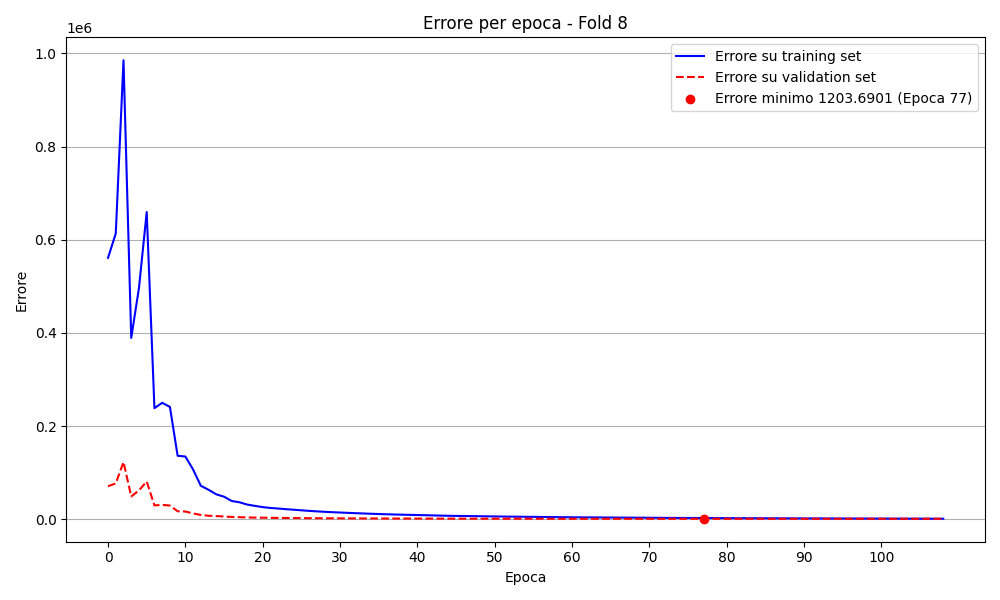 Errore per epoca - Fold 8
1e6
Errore su training set
Errore su validation set
Errore minimo 1203.6901 (Epoca 77)
1.0
0.8
0.6
0.4
0.2
0.0
Errore
0 10 20 30 40 50 60 70 80 90 100
Epoca